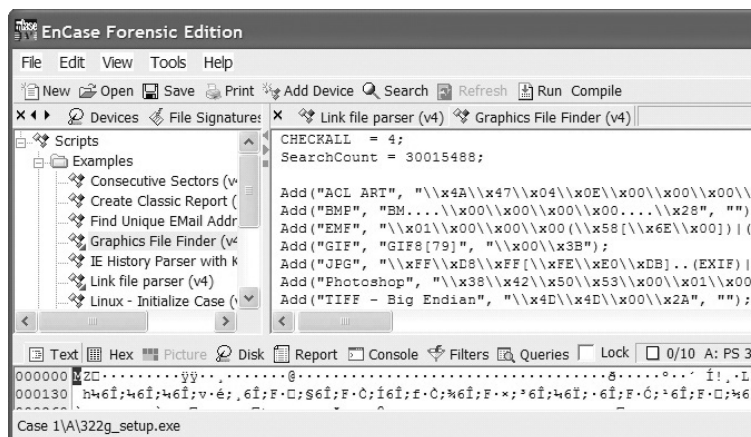 EnCase Forensic Edition
File Edit View Tools Help
New Open Save Print Add Device Search Refresh Run Compile
Devices File Signatures Link file parser (v4) Graphics File Finder (v4)
Scripts
Examples
Consecutive Sectors (v
Create Classic Report (
Find Unique EMail Addr
Graphics File Finder (v4
IE History Parser with K
Link file parser (v4)
Linux - Initialize Case (v
CHECKALL = 4;
SearchCount = 30015488;
Add("ACL ART", "\\x4A\\x47\\x04\\x0E\\x00\\x00\\x00\\
Add("BMP", "BM....\\x00\\x00\\x00\\x00....\\x28", "")
Add("EMF", "\\x01\\x00\\x00\\x00(\\x58[\\x6E\\x00])|(
Add("GIF", "GIF8[79]", "\\x00\\x3B");
Add("JPG", "\\xFF\\xD8\\xFF[\\xFE\\xE0\\xDB]..(EXIF)|
Add("Photoshop", "\\x38\\x42\\x50\\x53\\x00\\x01\\x00
Add("TIFF - Big Endian", "\\x4D\\x4D\\x00\\x2A", "");
Text Hex Picture Disk Report Console Filters Queries Lock 0/10 A: PS 3
000000 MZ
000130
Case 1\A\322g_setup.exe